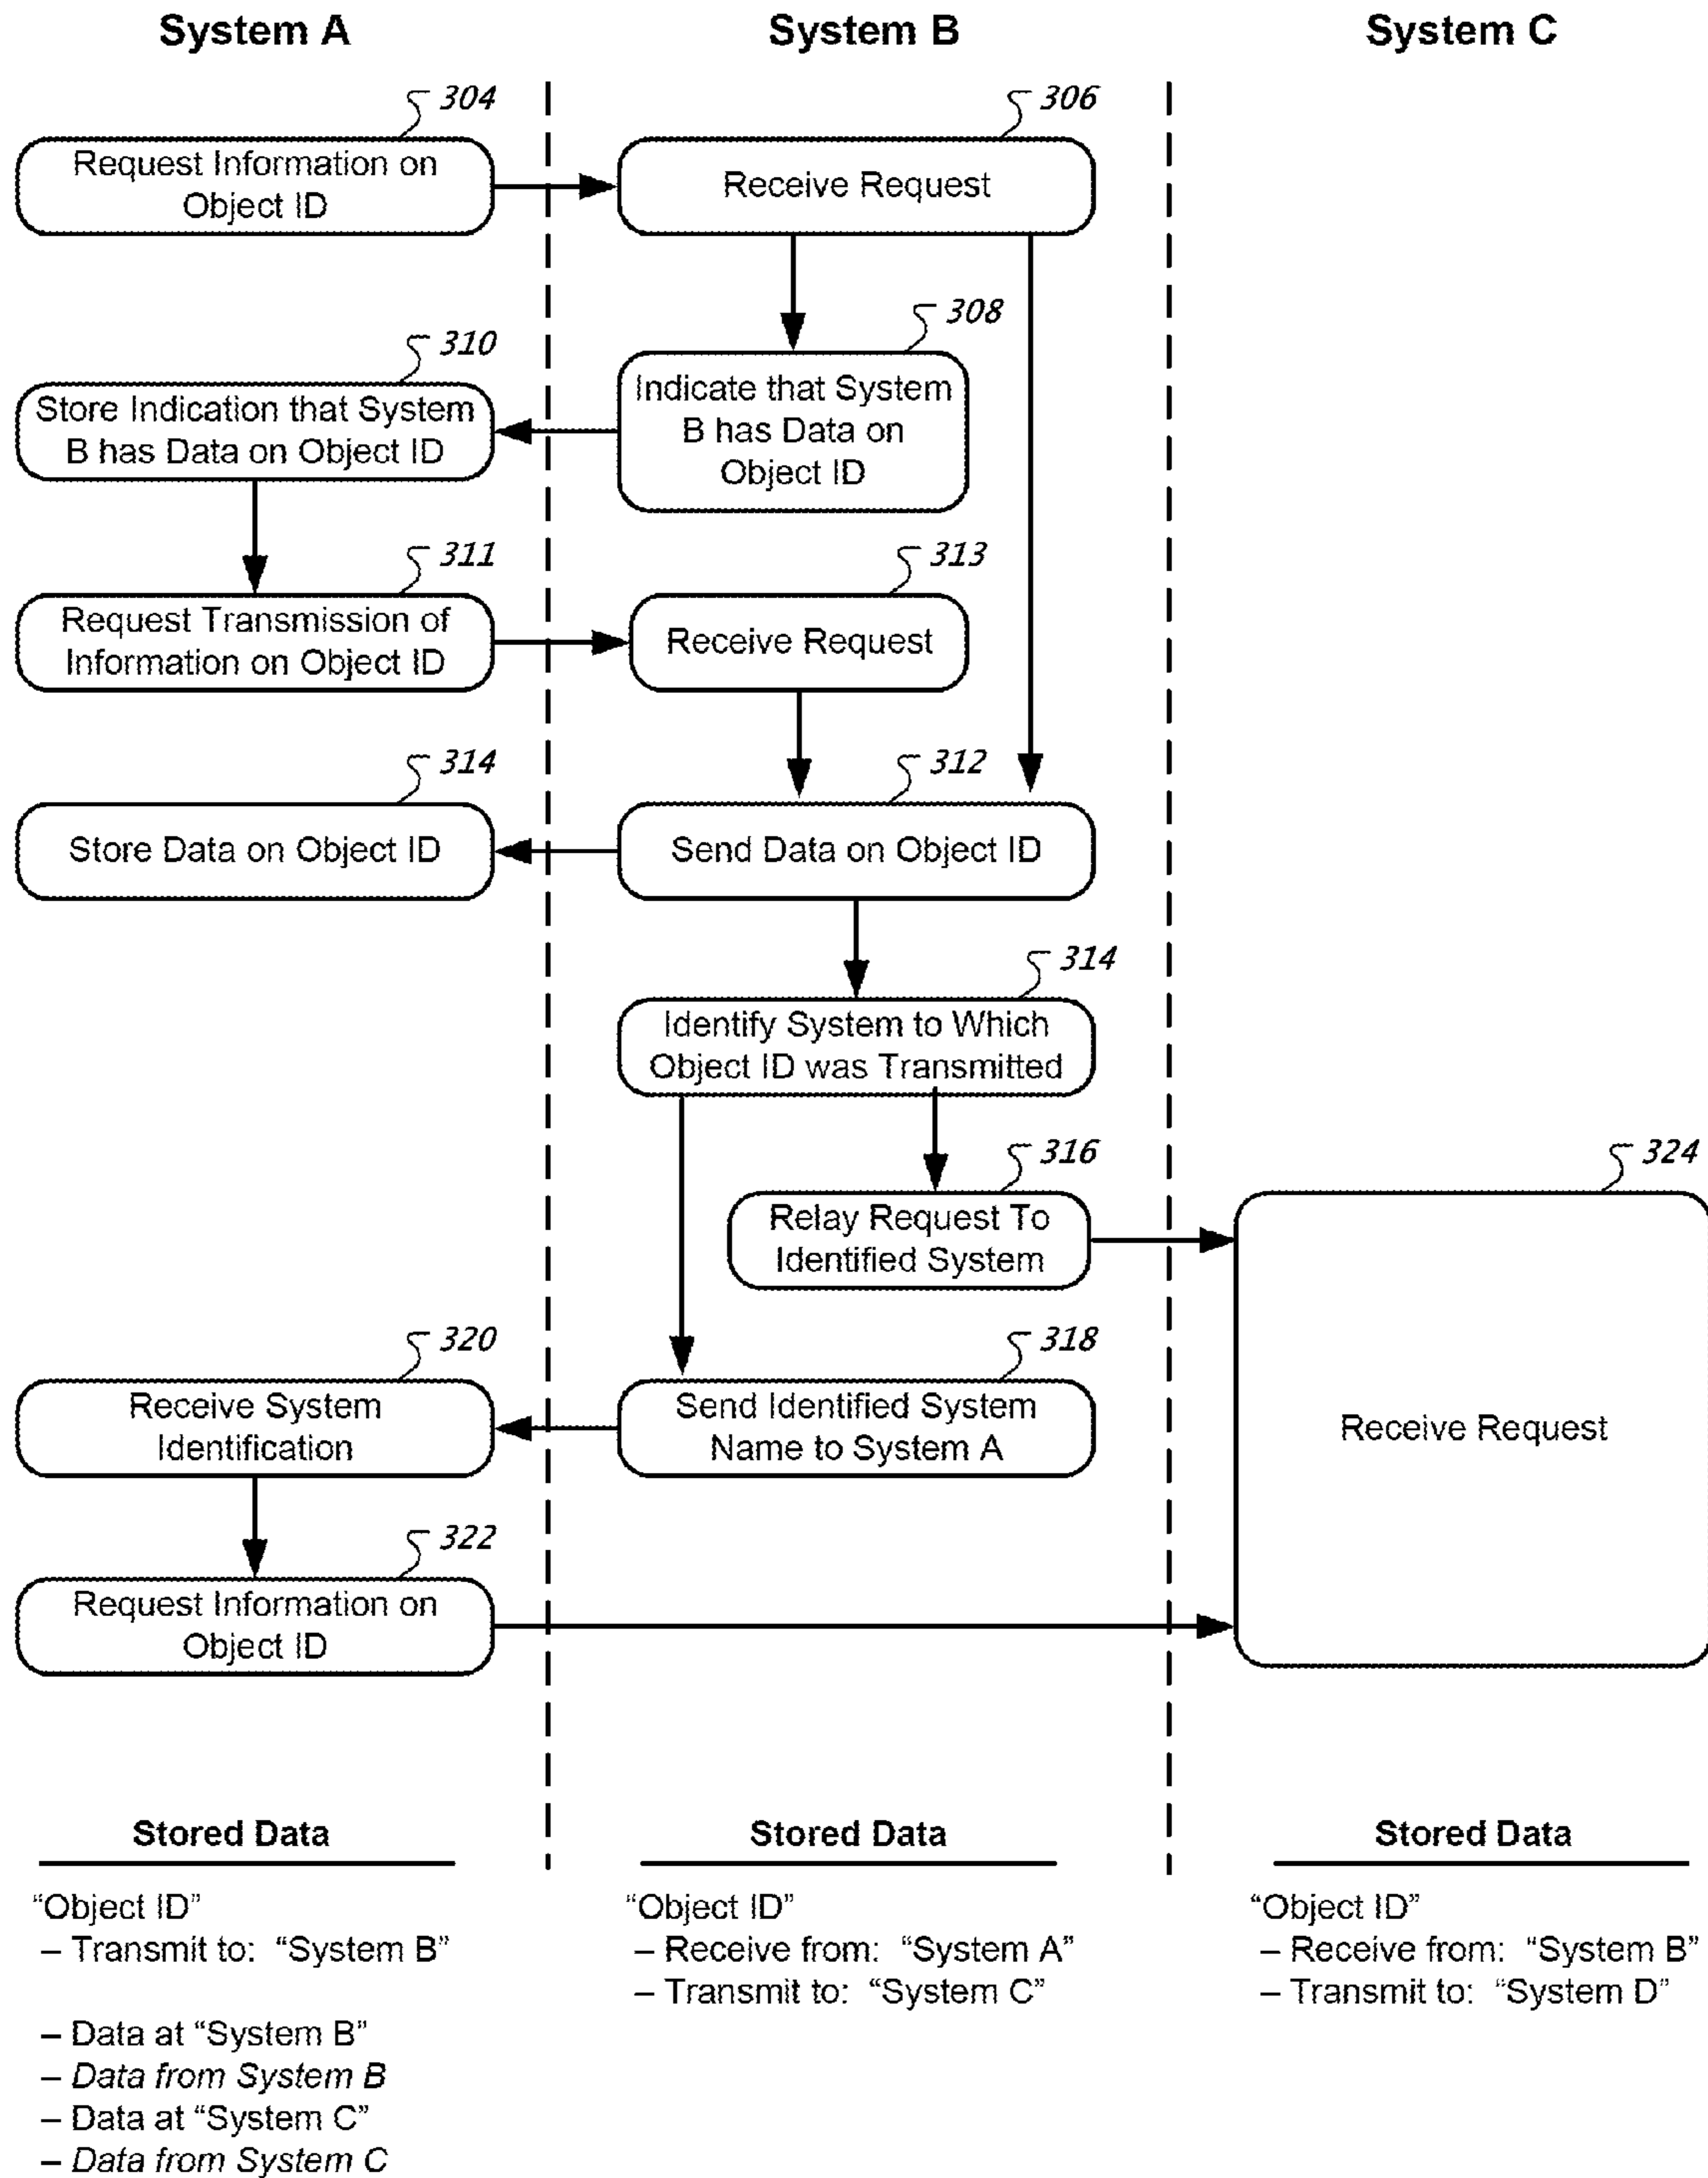 System A
System B
System C
304
306
Request Information on
Object ID
Receive Request
308
310
Indicate that System
B has Data on
Object ID
Store Indication that System
B has Data on Object ID
311
313
Request Transmission of
Information on Object ID
Receive Request
314
312
Store Data on Object ID
Send Data on Object ID
314
Identify System to Which
Object ID was Transmitted
316
324
Relay Request To
Identified System
320
318
Receive System
Identification
Send Identified System
Name to System A
Receive Request
322
Request Information on
Object ID
Stored Data
“Object ID”
– Transmit to: “System B”
– Data at “System B”
– Data from System B
– Data at “System C”
– Data from System C
Stored Data
“Object ID”
– Receive from: “System A”
– Transmit to: “System C”
Stored Data
“Object ID”
– Receive from: “System B”
– Transmit to: “System D”